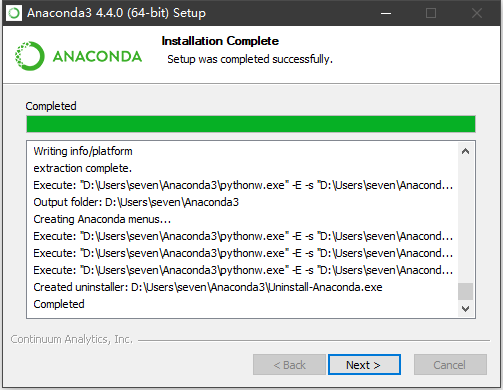 Anaconda3 4.4.0 (64-bit) Setup
Installation Complete
Setup was completed successfully.
ANACONDA
Completed
Writing info/platform
extraction complete.
Execute: "D:\Users\seven\Anaconda3\pythonw.exe" -E -s "D:\Users\seven\Anacond...
Output folder: D:\Users\seven\Anaconda3
Creating Anaconda menus...
Execute: "D:\Users\seven\Anaconda3\pythonw.exe" -E -s "D:\Users\seven\Anacond...
Execute: "D:\Users\seven\Anaconda3\pythonw.exe" -E -s "D:\Users\seven\Anacond...
Execute: "D:\Users\seven\Anaconda3\pythonw.exe" -E -s "D:\Users\seven\Anacond...
Created uninstaller: D:\Users\seven\Anaconda3\Uninstall-Anaconda.exe
Completed
Continuum Analytics, Inc.
< Back
Next >
Cancel